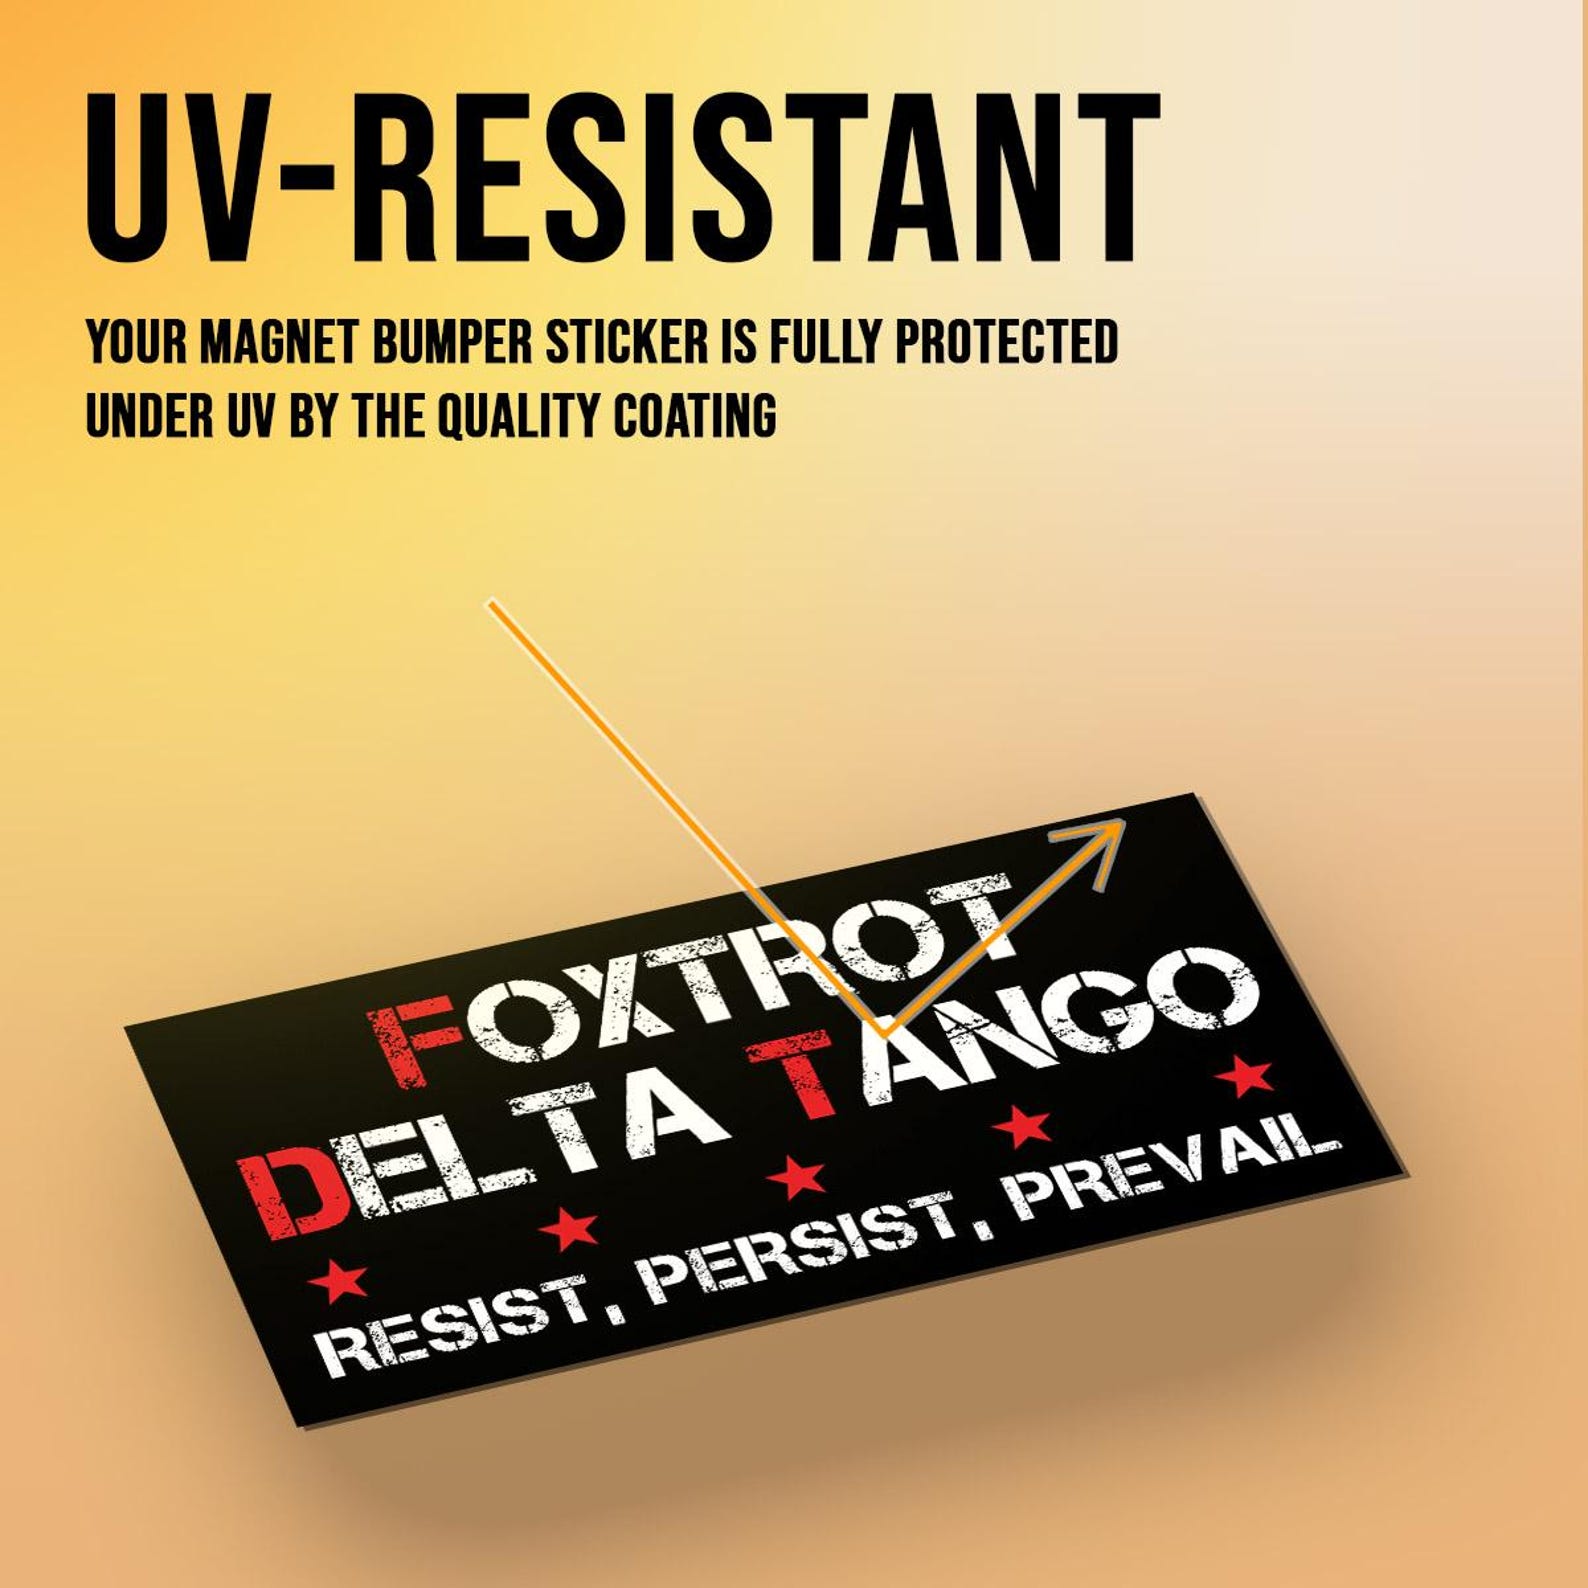 UV-RESISTANT
YOUR MAGNET BUMPER STICKER IS FULLY PROTECTED
UNDER UV BY THE QUALITY COATING
FOXTROT
DELTA TANGO
RESIST, PERSIST, PREVAIL